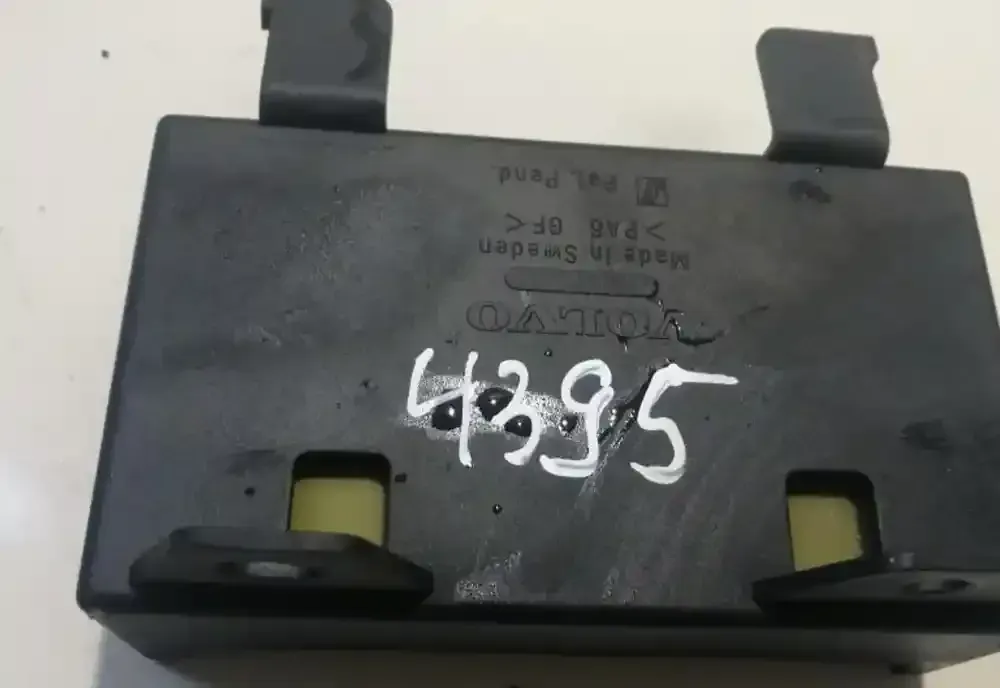 4395
VOLVO
Made in Sweden
>PA6 GF<
Pat. Pend.